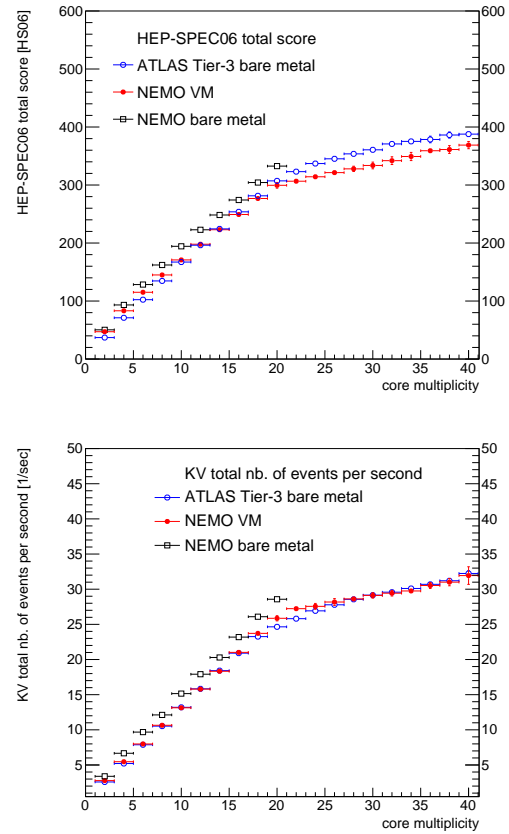 600
600
HEP-SPEC06 total score
500
500
ATLAS Tier-3 bare metal
NEMO VM
NEMO bare metal
400
400
300
300
200
200
100
100
0
0
0 5 10 15 20 25 30 35 40
core multiplicity
HEP-SPEC06 total score [HS06]
50
50
KV total nb. of events per second
45
45
ATLAS Tier-3 bare metal
40
40
NEMO VM
NEMO bare metal
35
35
30
30
25
25
20
20
15
15
10
10
5
5
0 5 10 15 20 25 30 35 40
core multiplicity
KV total nb. of events per second [1/sec]